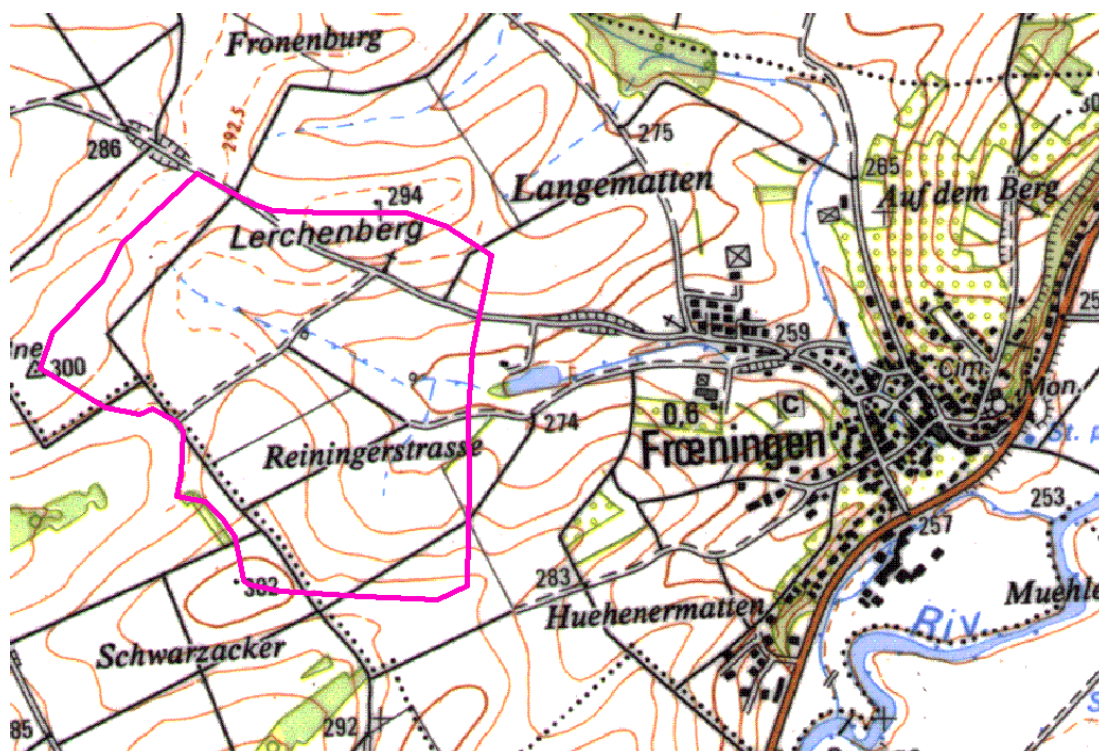 Fronenburg
286
292,5
275
265
294
Langematten
Auf dem Berg
Lerchenberg
300
259
Cim.
Mon.
C
0,6
274
Reiningerstrasse
Frœningen
St. p
253
257
302
283
Huehenermatten
Muehle
Riv.
Schwarzacker
292
85